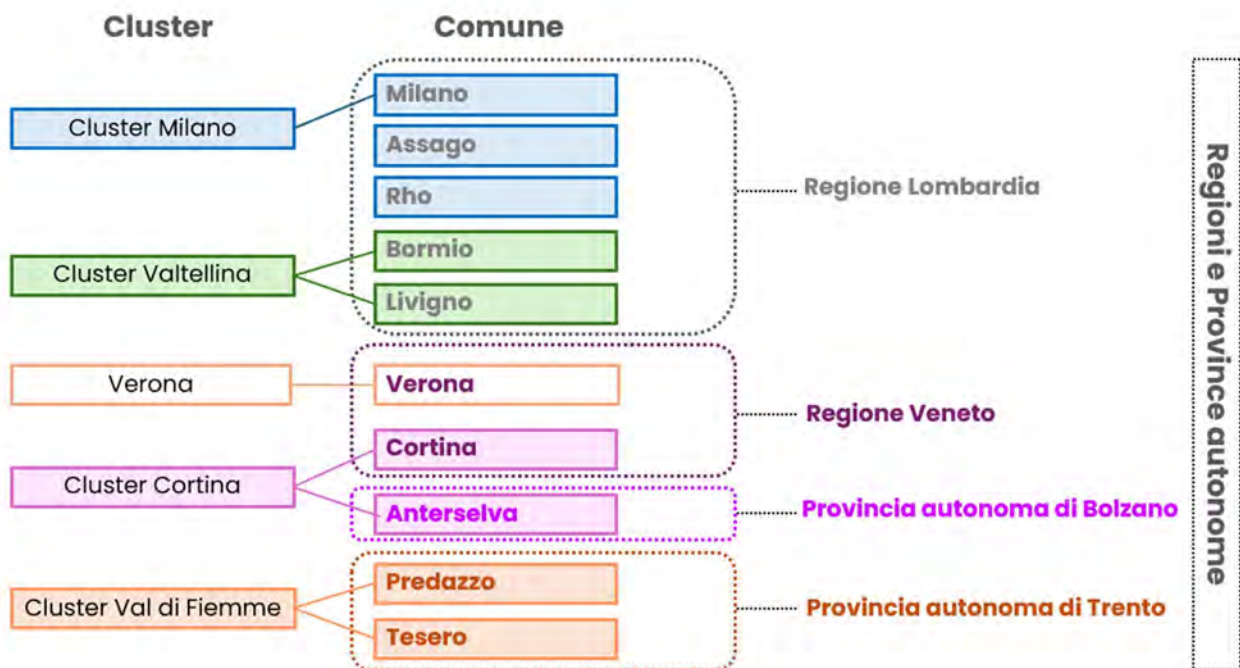 Cluster
Comune
Cluster Milano
Milano
Assago
Rho
Regione Lombardia
Cluster Valtellina
Bormio
Livigno
Verona
Verona
Regione Veneto
Cluster Cortina
Cortina
Anterselva
Provincia autonoma di Bolzano
Cluster Val di Fiemme
Predazzo
Tesero
Provincia autonoma di Trento
Regioni e Province autonome